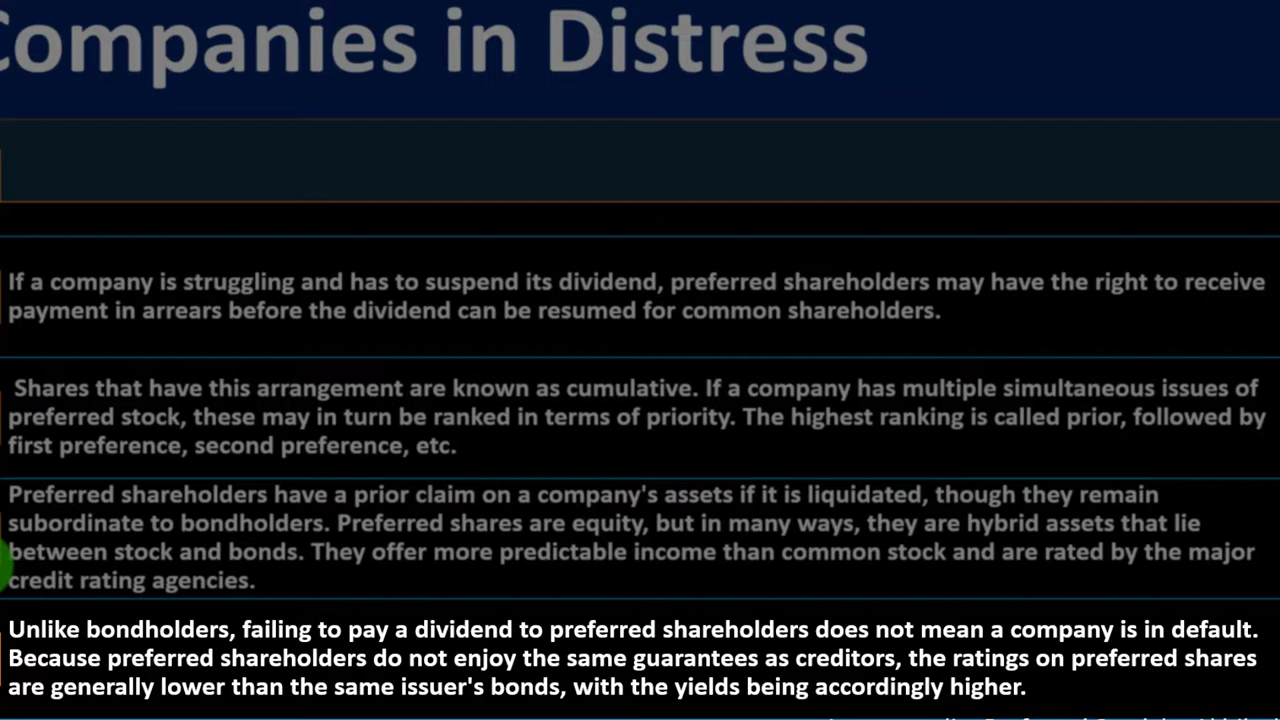 Companies in Distress
If a company is struggling and has to suspend its dividend, preferred shareholders may have the right to receive
payment in arrears before the dividend can be resumed for common shareholders.
Shares that have this arrangement are known as cumulative. If a company has multiple simultaneous issues of
preferred stock, these may in turn be ranked in terms of priority. The highest ranking is called prior, followed by
first preference, second preference, etc.
Preferred shareholders have a prior claim on a company's assets if it is liquidated, though they remain
subordinate to bondholders. Preferred shares are equity, but in many ways, they are hybrid assets that lie
between stock and bonds. They offer more predictable income than common stock and are rated by the major
credit rating agencies.
Unlike bondholders, failing to pay a dividend to preferred shareholders does not mean a company is in default.
Because preferred shareholders do not enjoy the same guarantees as creditors, the ratings on preferred shares
are generally lower than the same issuer's bonds, with the yields being accordingly higher.